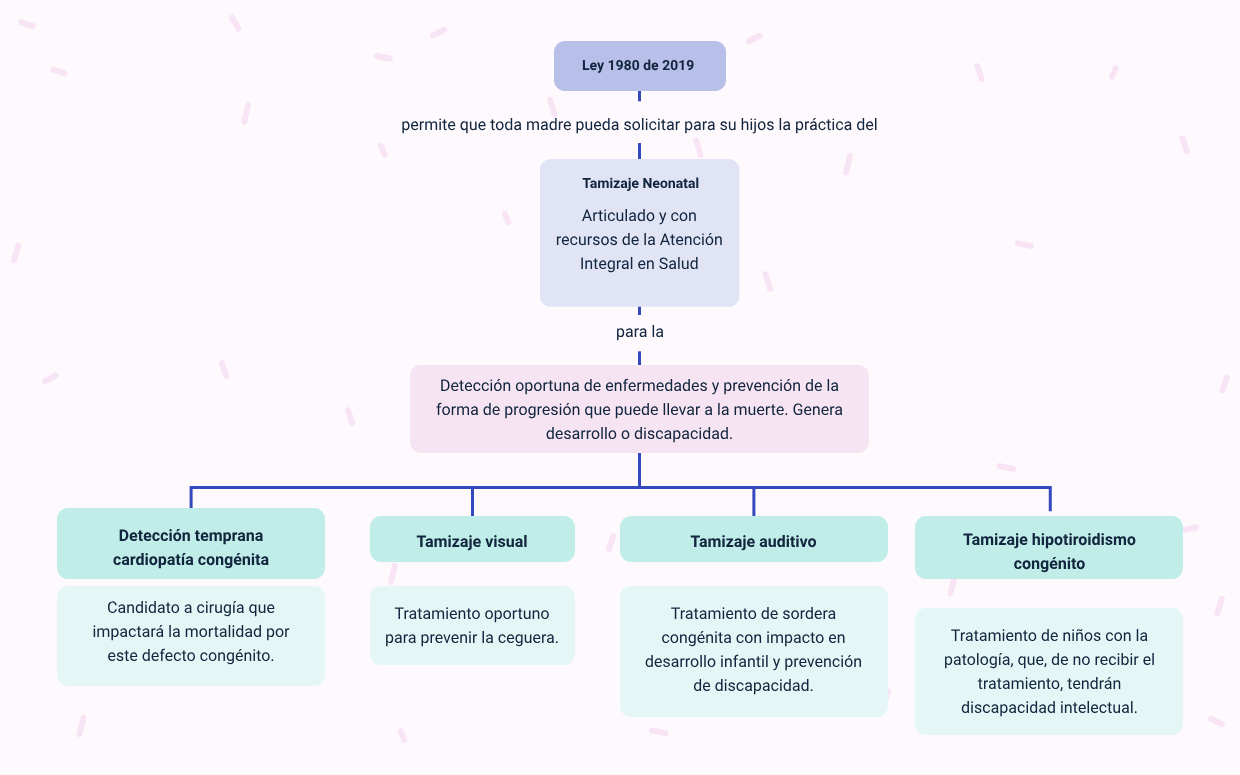 Ley 1980 de 2019
permite que toda madre pueda solicitar para su hijos la práctica del
Tamizaje Neonatal
Articulado y con
recursos de la Atención
Integral en Salud
para la
Detección oportuna de enfermedades y prevención de la
forma de progresión que puede llevar a la muerte. Genera
desarrollo o discapacidad.
Detección temprana
cardiopatía congénita
Candidato a cirugía que
impactará la mortalidad por
este defecto congénito.
Tamizaje visual
Tratamiento oportuno
para prevenir la ceguera.
Tamizaje auditivo
Tratamiento de sordera
congénita con impacto en
desarrollo infantil y prevención
de discapacidad.
Tamizaje hipotiroidismo
congénito
Tratamiento de niños con la
patología, que, de no recibir el
tratamiento, tendrán
discapacidad intelectual.